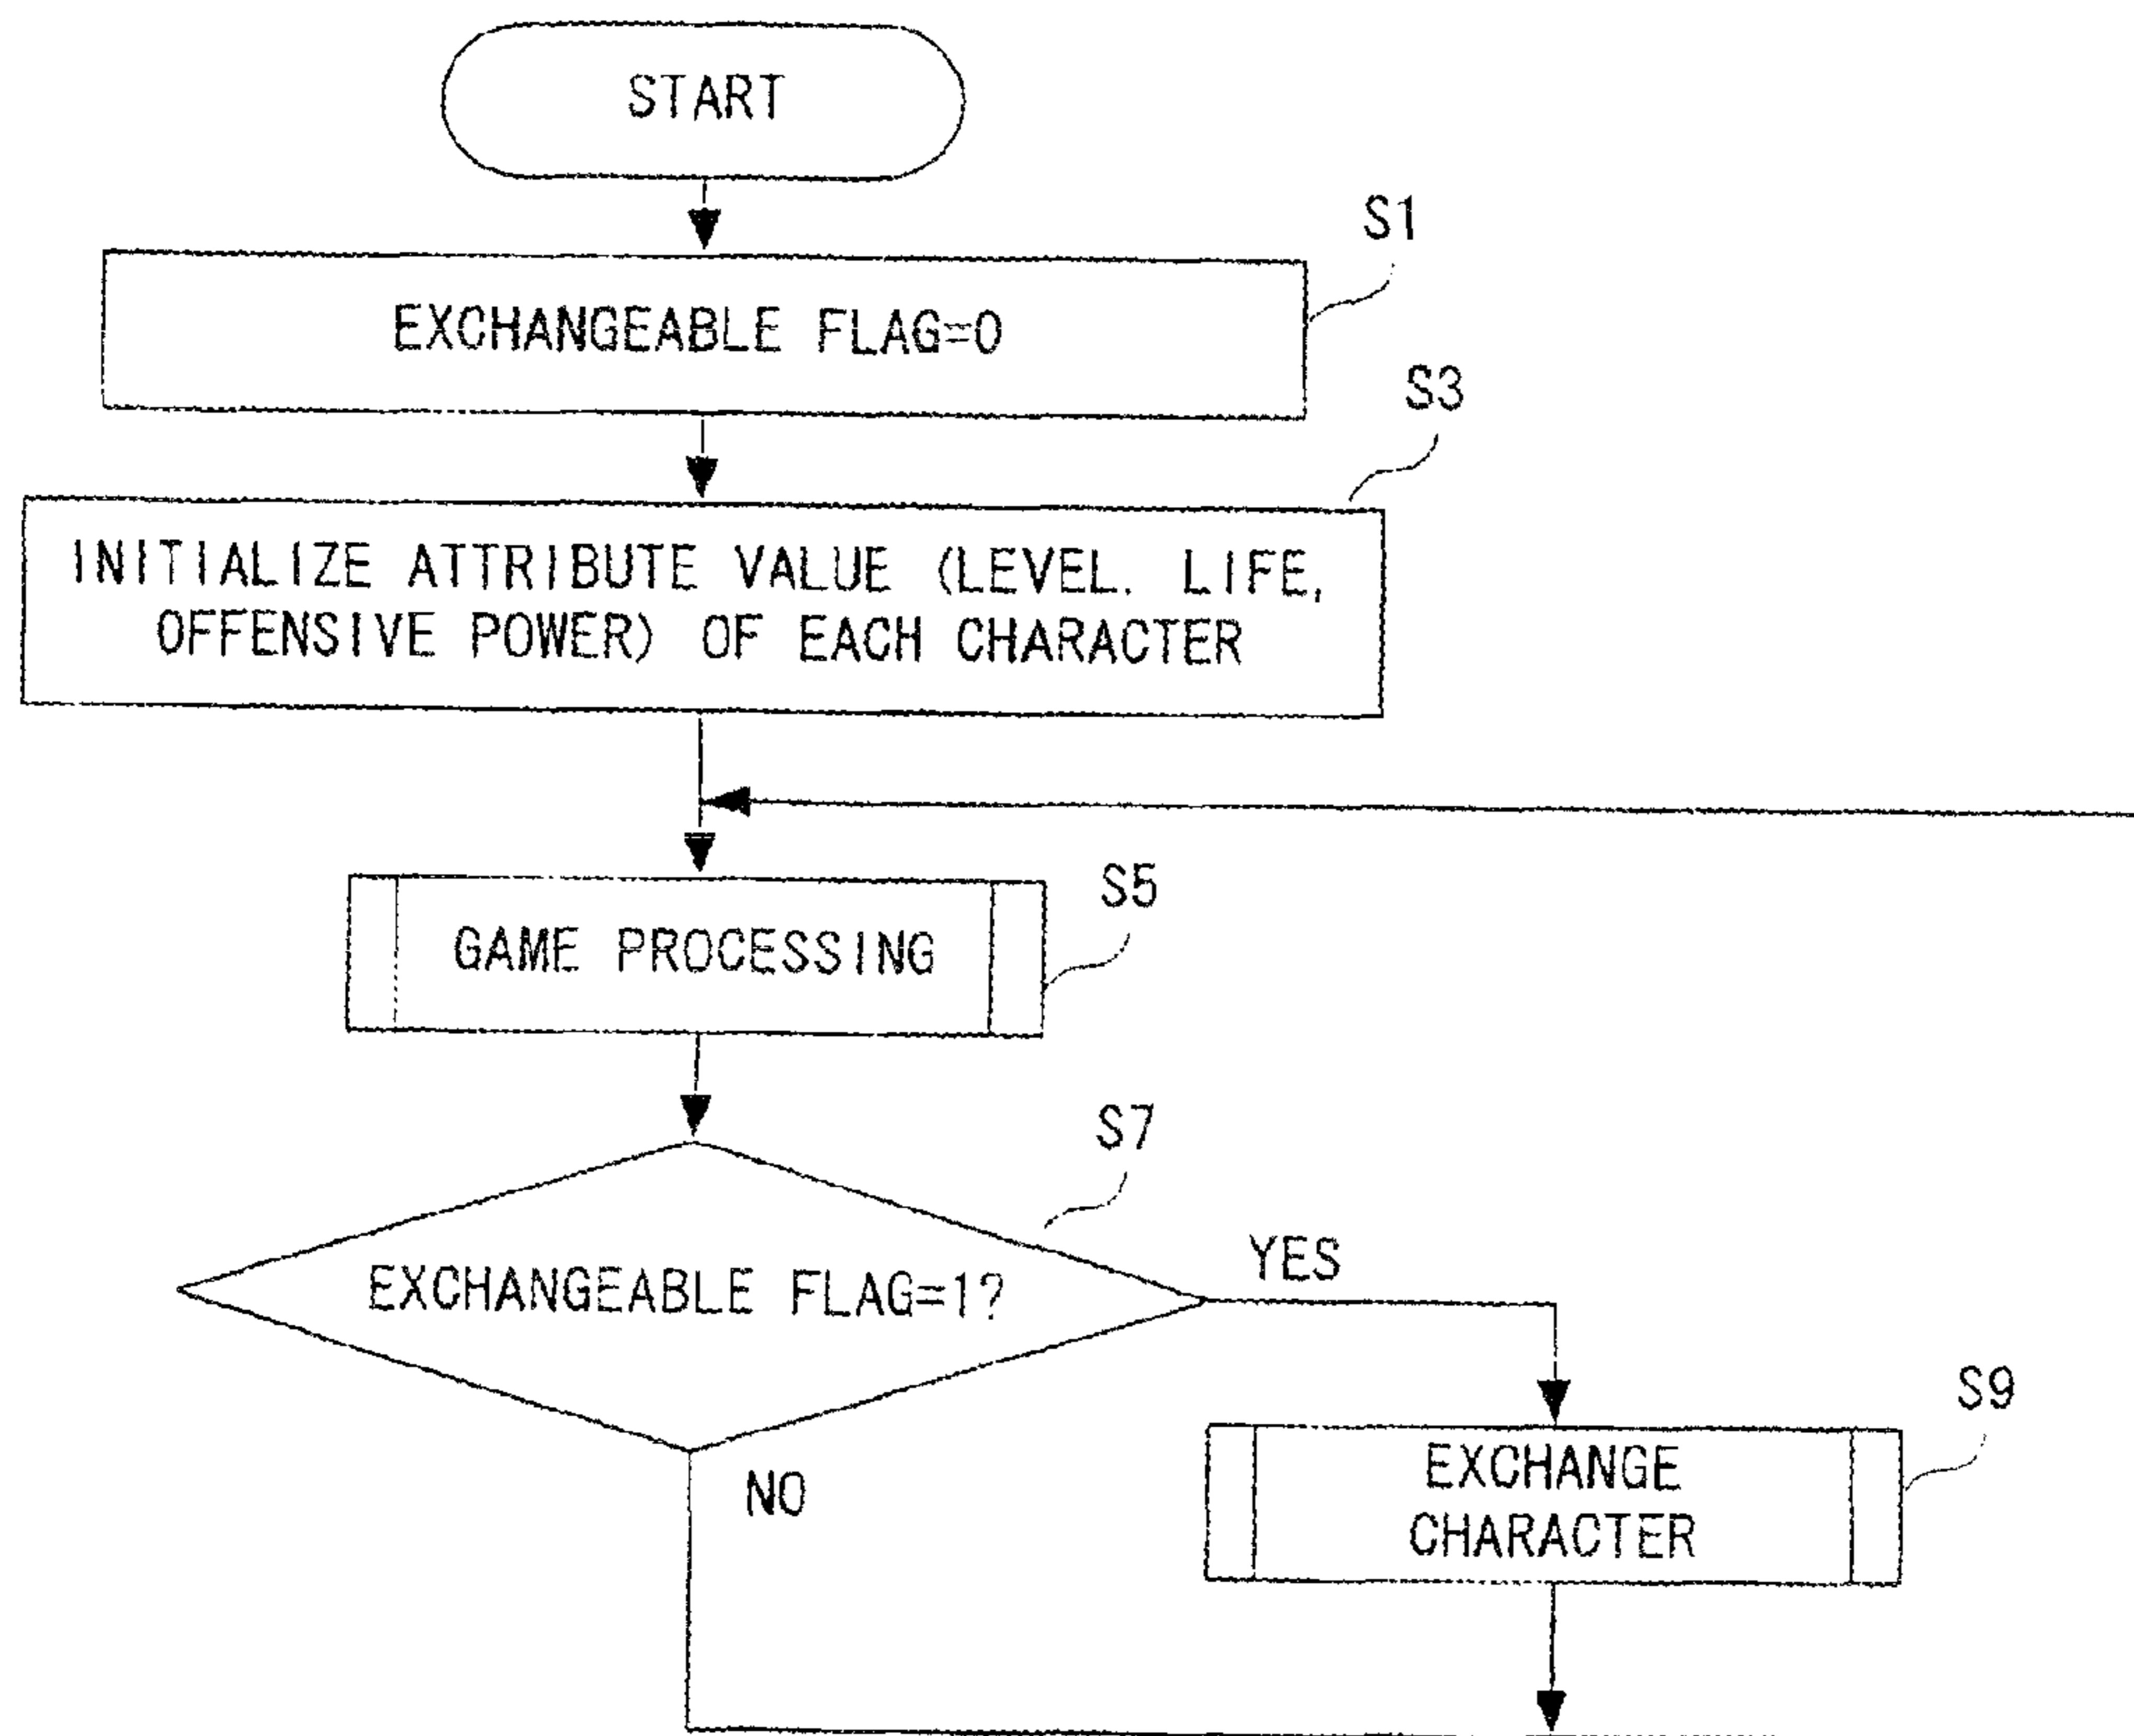 START
S1
EXCHANGEABLE FLAG=0
S3
INITIALIZE ATTRIBUTE VALUE (LEVEL. LIFE,
OFFENSIVE POWER) OF EACH CHARACTER
S5
GAME PROCESSING
S7
EXCHANGEABLE FLAG=1?
YES
S9
EXCHANGE
CHARACTER
NO